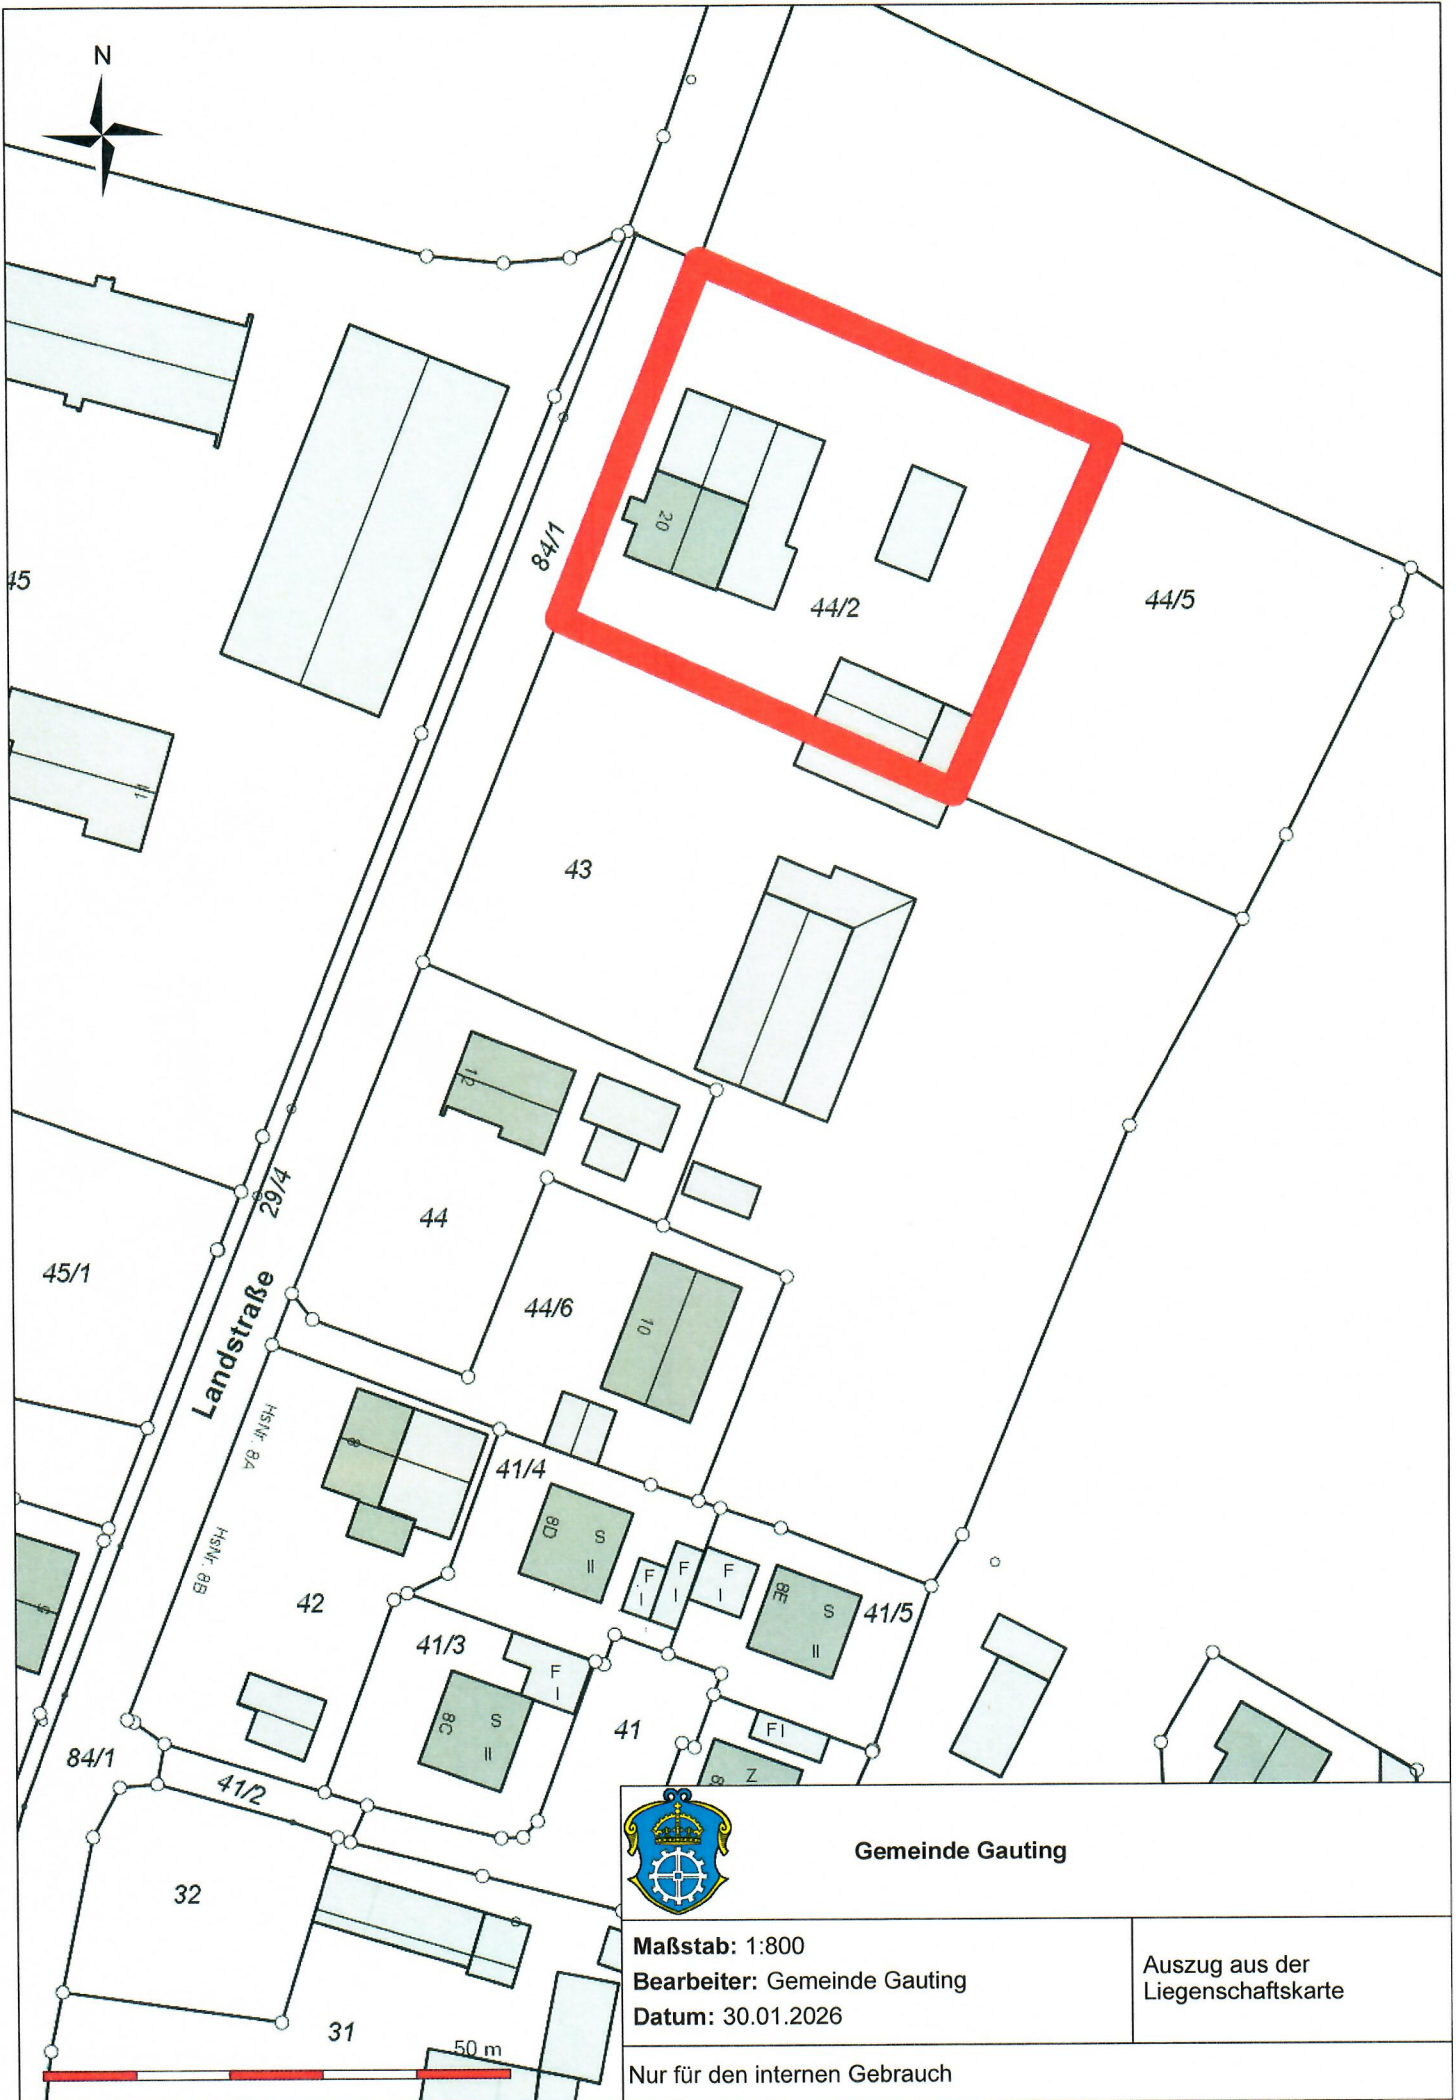 N
84/1
20
44/2
44/5
45
11
43
12
29/4
44
45/1
Landstraße
44/6
10
HsNr. 8A
8
41/4
HsNr. 8B
8D
S
II
F
I
F
I
F
I
8E
S
II
41/5
42
5
41/3
F
I
8C
S
II
41
F I
84/1
41/2
Z
32
31
50 m
Gemeinde Gauting
Maßstab: 1:800
Bearbeiter: Gemeinde Gauting
Datum: 30.01.2026
Auszug aus der
Liegenschaftskarte
Nur für den internen Gebrauch